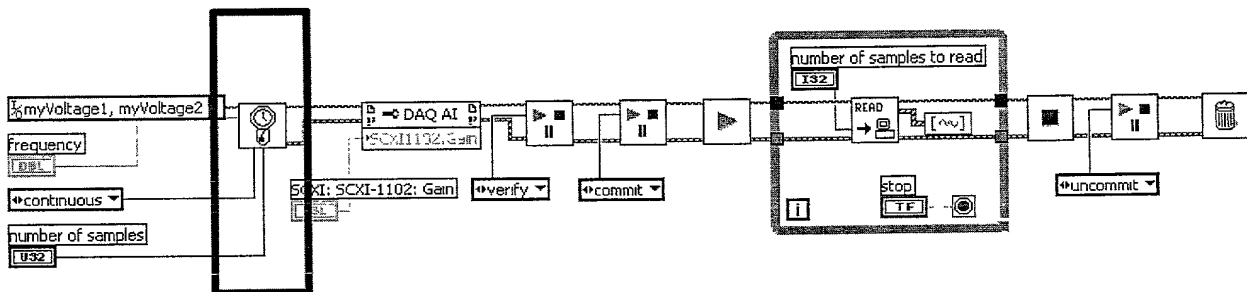 myVoltage1, myVoltage2
frequency
DBL
continuous
number of samples
U32
DAQ AI
SCXI1102.Gain
SCXI: SCXI-1102: Gain
DBL
verify
commit
number of samples to read
I32
READ
i
stop
TF
uncommit